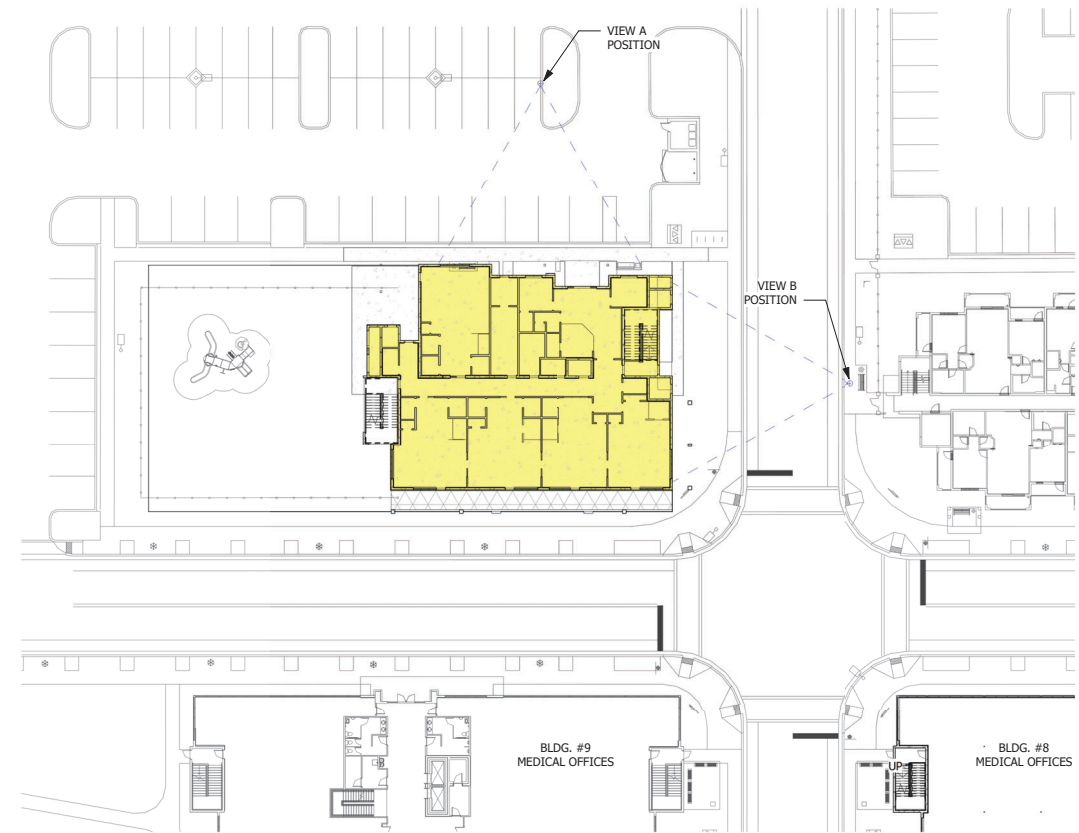 VIEW A
POSITION
VIEW B
POSITION
BLDG. #9
MEDICAL OFFICES
BLDG. #8
MEDICAL OFFICES
UP